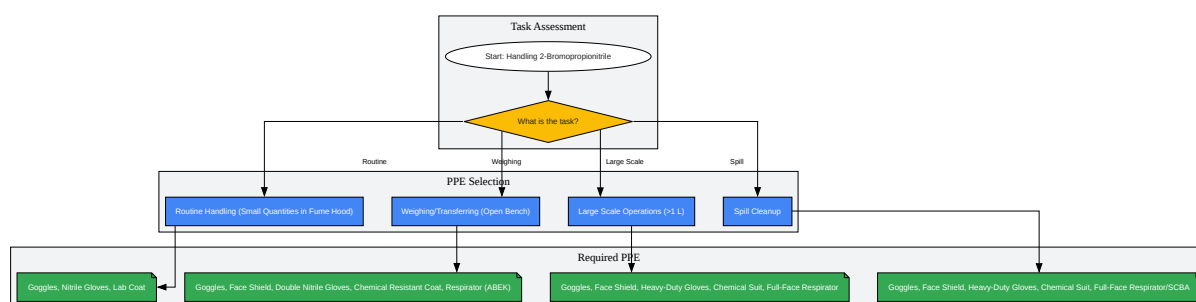 Task Assessment
Start: Handling 2-Bromopropionitrile
What is the task?
Routine
Weighing
Large Scale
Spill
PPE Selection
Routine Handling (Small Quantities in Fume Hood)
Weighing/Transferring (Open Bench)
Large Scale Operations (>1 L)
Spill Cleanup
Required PPE
Goggles, Nitrile Gloves, Lab Coat
Goggles, Face Shield, Double Nitrile Gloves, Chemical Resistant Coat, Respirator (ABEK)
Goggles, Face Shield, Heavy-Duty Gloves, Chemical Suit, Full-Face Respirator
Goggles, Face Shield, Heavy-Duty Gloves, Chemical Suit, Full-Face Respirator/SCBA